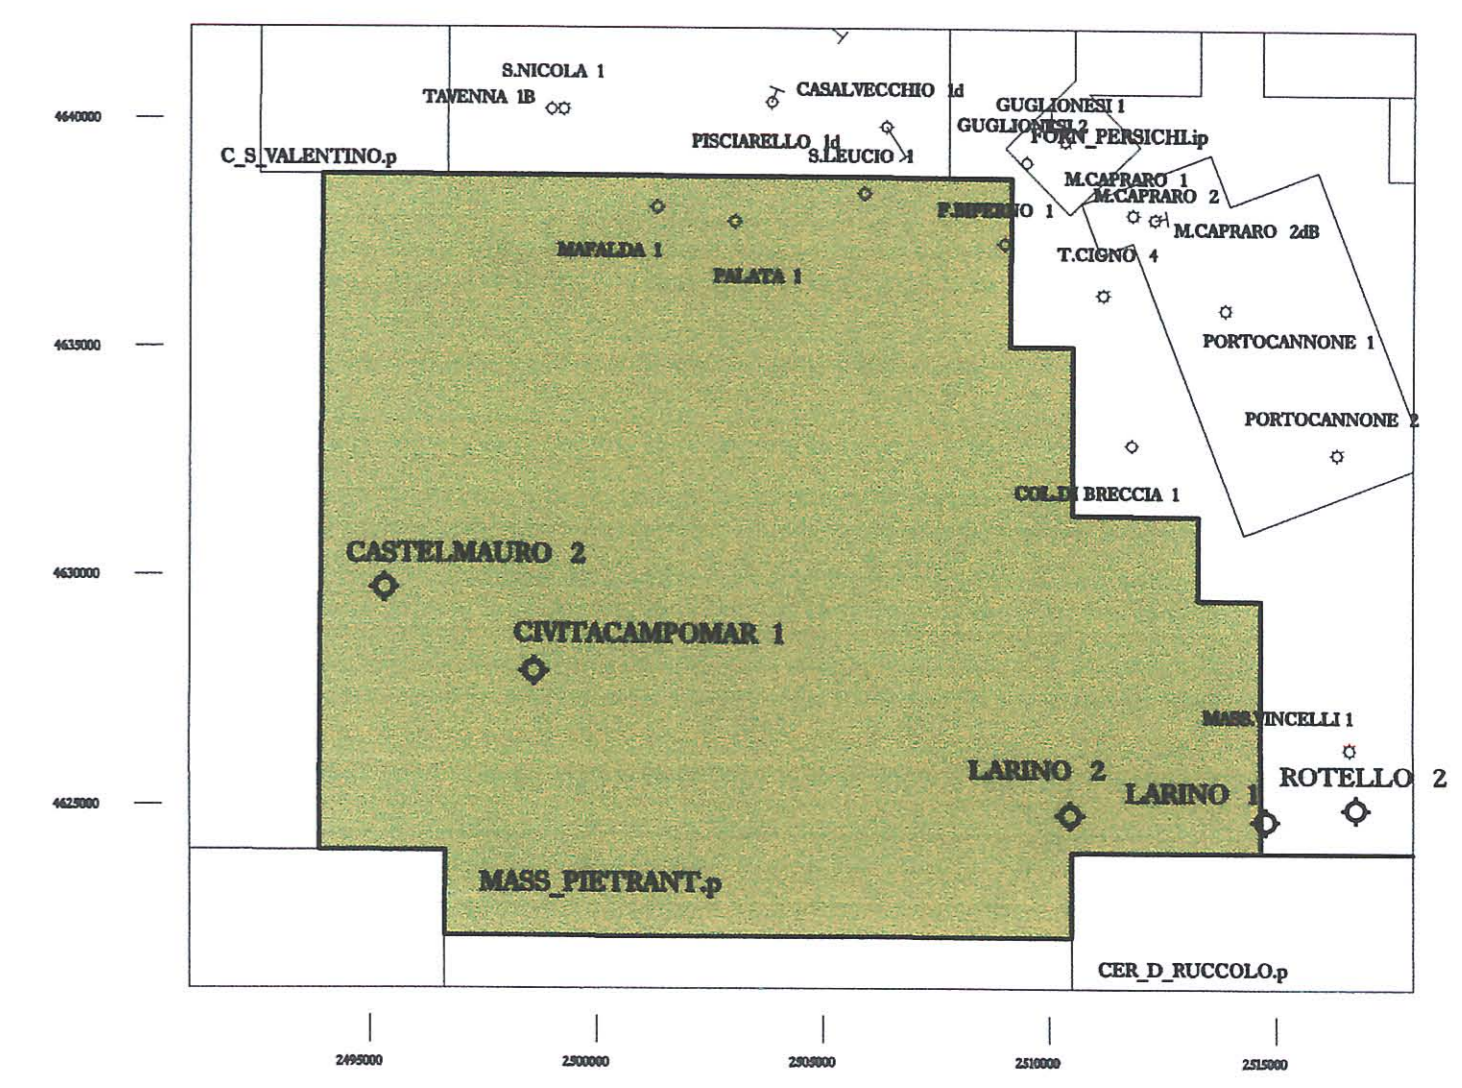 S.NICOLA 1
TAVENNA 1B
CASALVECCHIO 1d
GUGLIONESI 1
4640000
GUGLIONESI 2
FORN_PERSICHI.ip
PISCIARELLO 1d
C_S_VALENTINO.p
S.LEUCIO 1
M.CAPRARO 1
M.CAPRARO 2
P.BIFERNO 1
M.CAPRARO 2dB
MAFALDA 1
T.CIGNO 4
PALATA 1
4635000
PORTOCANNONE 1
PORTOCANNONE 2
COL.DI BRECCIA 1
CASTELMAURO 2
4630000
CIVITACAMPOMAR 1
MASS.VINCELLI 1
LARINO 2
ROTELLO 2
LARINO 1
4625000
MASS_PIETRANT.p
CER_D_RUCCOLO.p
2495000
2500000
2505000
2510000
2515000